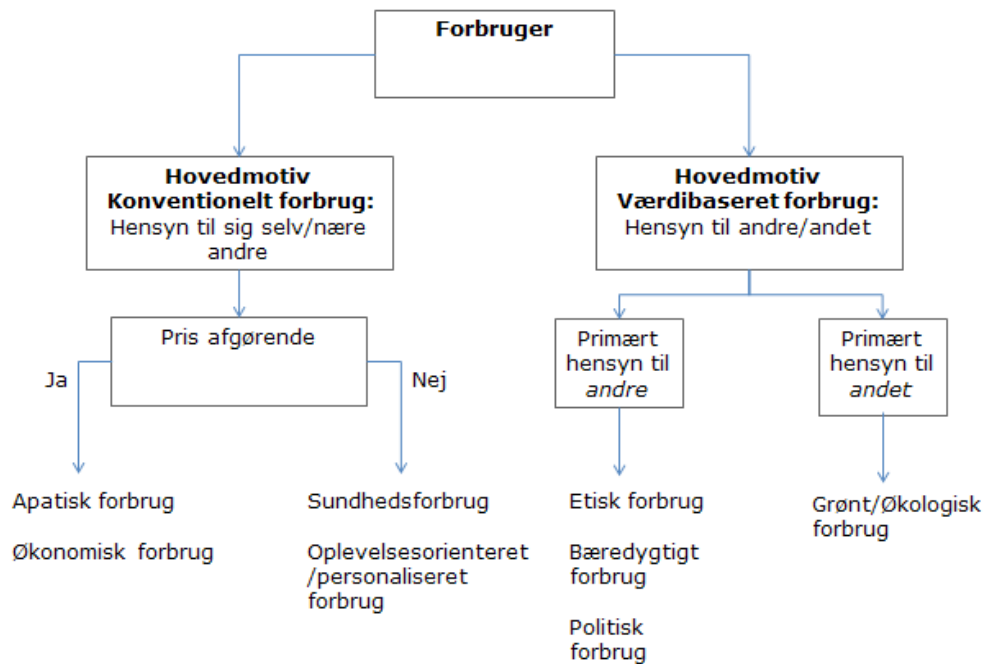 Forbruger
Hovedmotiv
Konventionelt forbrug:
Hensyn til sig selv/nære
andre
Hovedmotiv
Værdibaseret forbrug:
Hensyn til andre/andet
Pris afgørende
Ja
Nej
Primært
hensyn til
andre
Primært
hensyn til
andet
Apatisk forbrug
Økonomisk forbrug
Sundhedsforbrug
Oplevelsesorienteret
/personaliseret
forbrug
Etisk forbrug
Bæredygtigt
forbrug
Politisk
forbrug
Grønt/Økologisk
forbrug